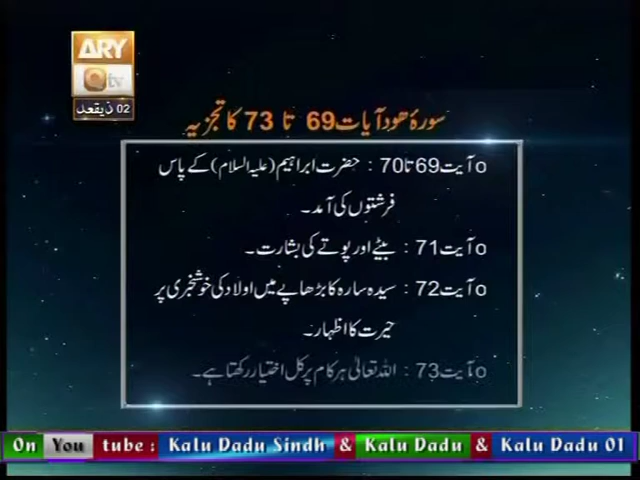 ARY
Qtv
02 ذیقعد
سورۂ ھود آیات 69 تا 73 کا تجزیہ
o آیت 69 تا 70 : حضرت ابراہیم (علیہ السلام) کے پاس
فرشتوں کی آمد۔
o آیت 71 : بیٹے اور پوتے کی بشارت۔
o آیت 72 : سیدہ سارہ کا بڑھاپے میں اولاد کی خوشخبری پر
حیرت کا اظہار۔
o آیت 73 : اللہ تعالیٰ ہر کام پر کل اختیار رکھتا ہے۔
On You tube : Kalu Dadu Sindh & Kalu Dadu & Kalu Dadu 01